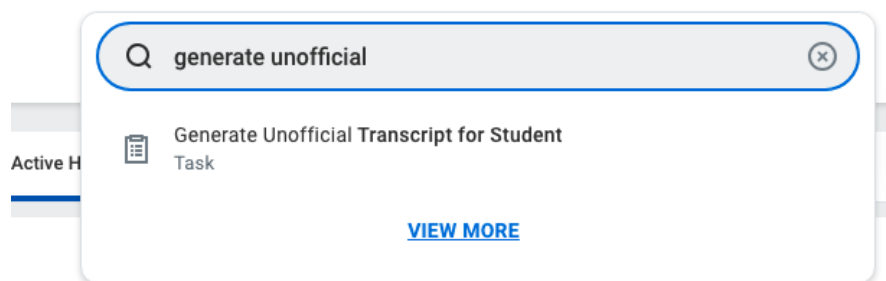 generate unofficial
Generate Unofficial Transcript for Student
Task
Active H
VIEW MORE